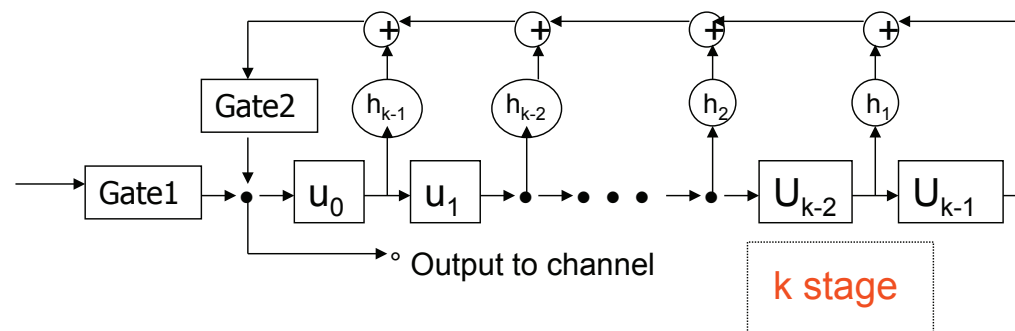 + + + +
Gate2 h_{k-1} h_{k-2} h_2 h_1
Gate1 u_0 u_1 U_{k-2} U_{k-1}
° Output to channel
k stage